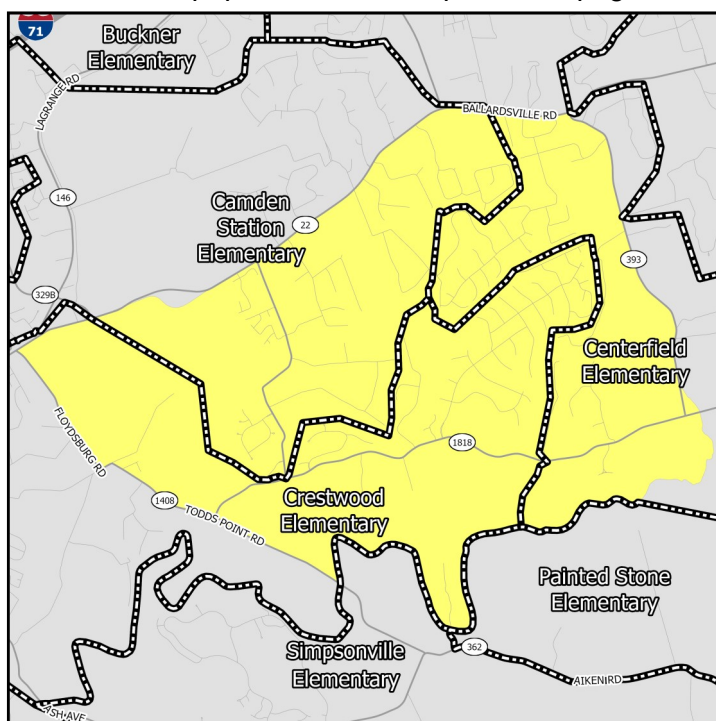 71
Buckner
Elementary
LAGRANGE RD
BALLARDSVILLE RD
146
Camden
Station
Elementary
22
393
329B
Centerfield
Elementary
FLOYDSBURG RD
1818
1408
Crestwood
Elementary
TODDS POINT RD
Painted Stone
Elementary
Simpsonville
Elementary
362
AIKEN RD
ASH AVE